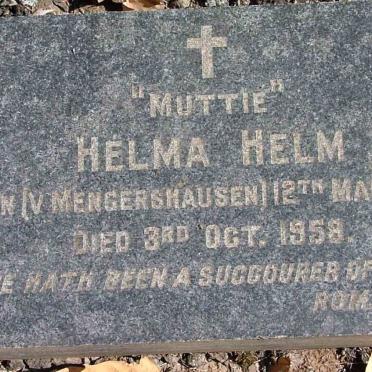 "MUTTIE"
HELMA HELM
N (V MENGERSHAUSEN) 12TH MA
DIED 3RD OCT. 1958.
E HATH BEEN A SUCCOURER OF
ROM